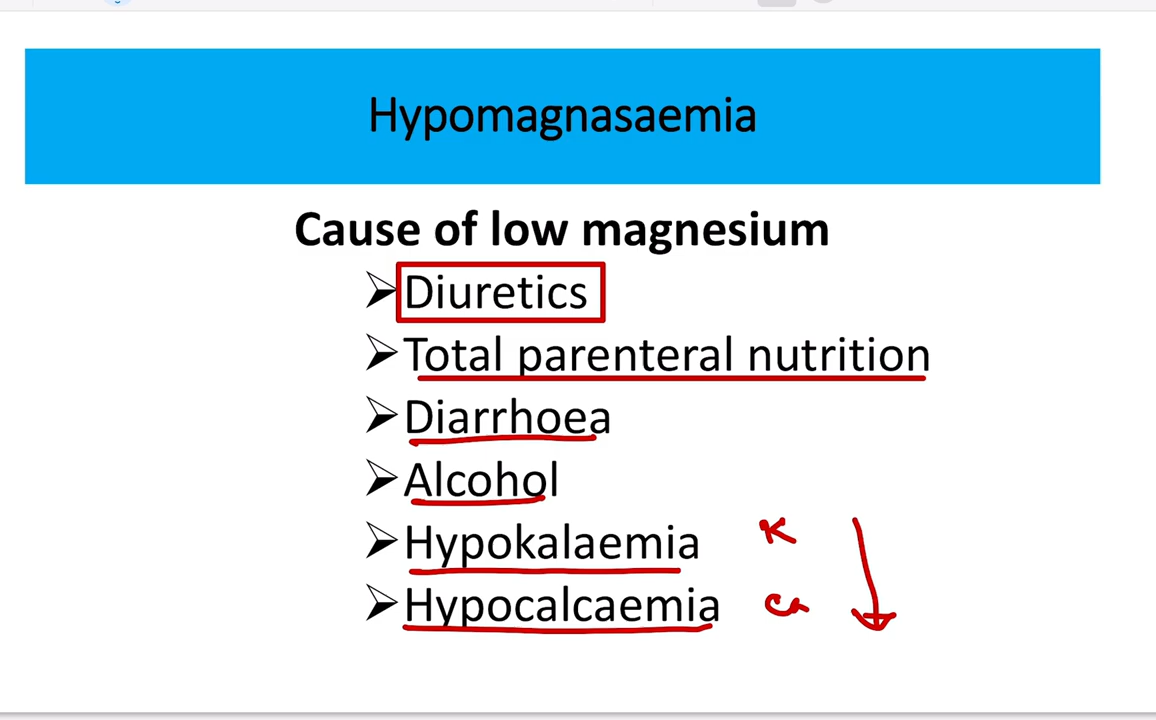 Hypomagnasaemia
Cause of low magnesium
➢Diuretics
➢Total parenteral nutrition
➢Diarrhoea
➢Alcohol
➢Hypokalaemia K
➢Hypocalcaemia Ca